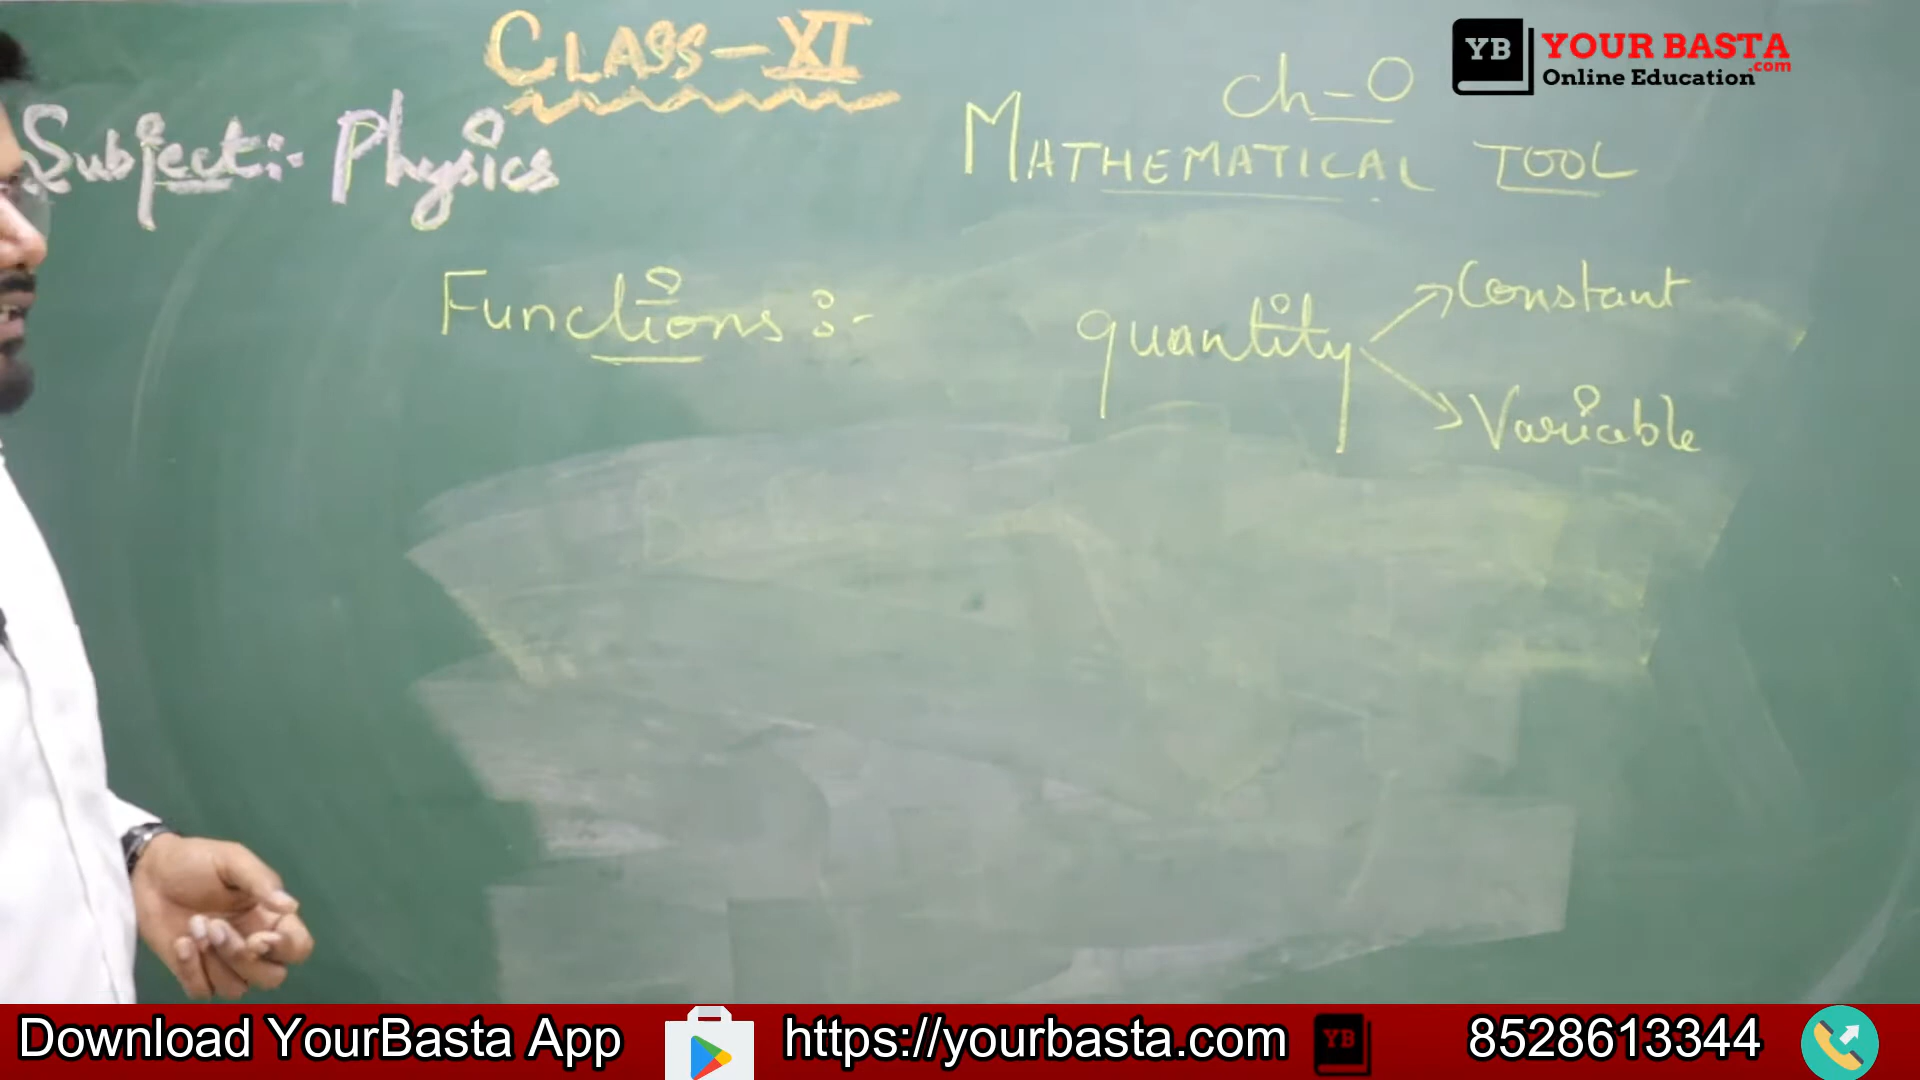 CLASS-XI
ch-0
YB YOUR BASTA
.com
Online Education
Subject:- Physics
MATHEMATICAL TOOL
Functions :-
quantity
Constant
Variable
Download YourBasta App
https://yourbasta.com
YB
8528613344